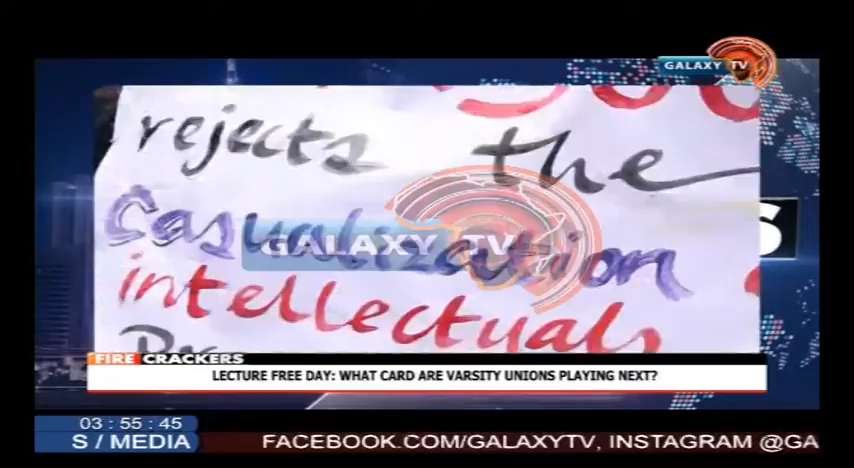 GALAXY TV
rejects the
Casualization
intellectuals
GALAXY TV
S
FIRE CRACKERS
LECTURE FREE DAY: WHAT CARD ARE VARSITY UNIONS PLAYING NEXT?
03:55:45
S / MEDIA
FACEBOOK.COM/GALAXYTV, INSTAGRAM @GA